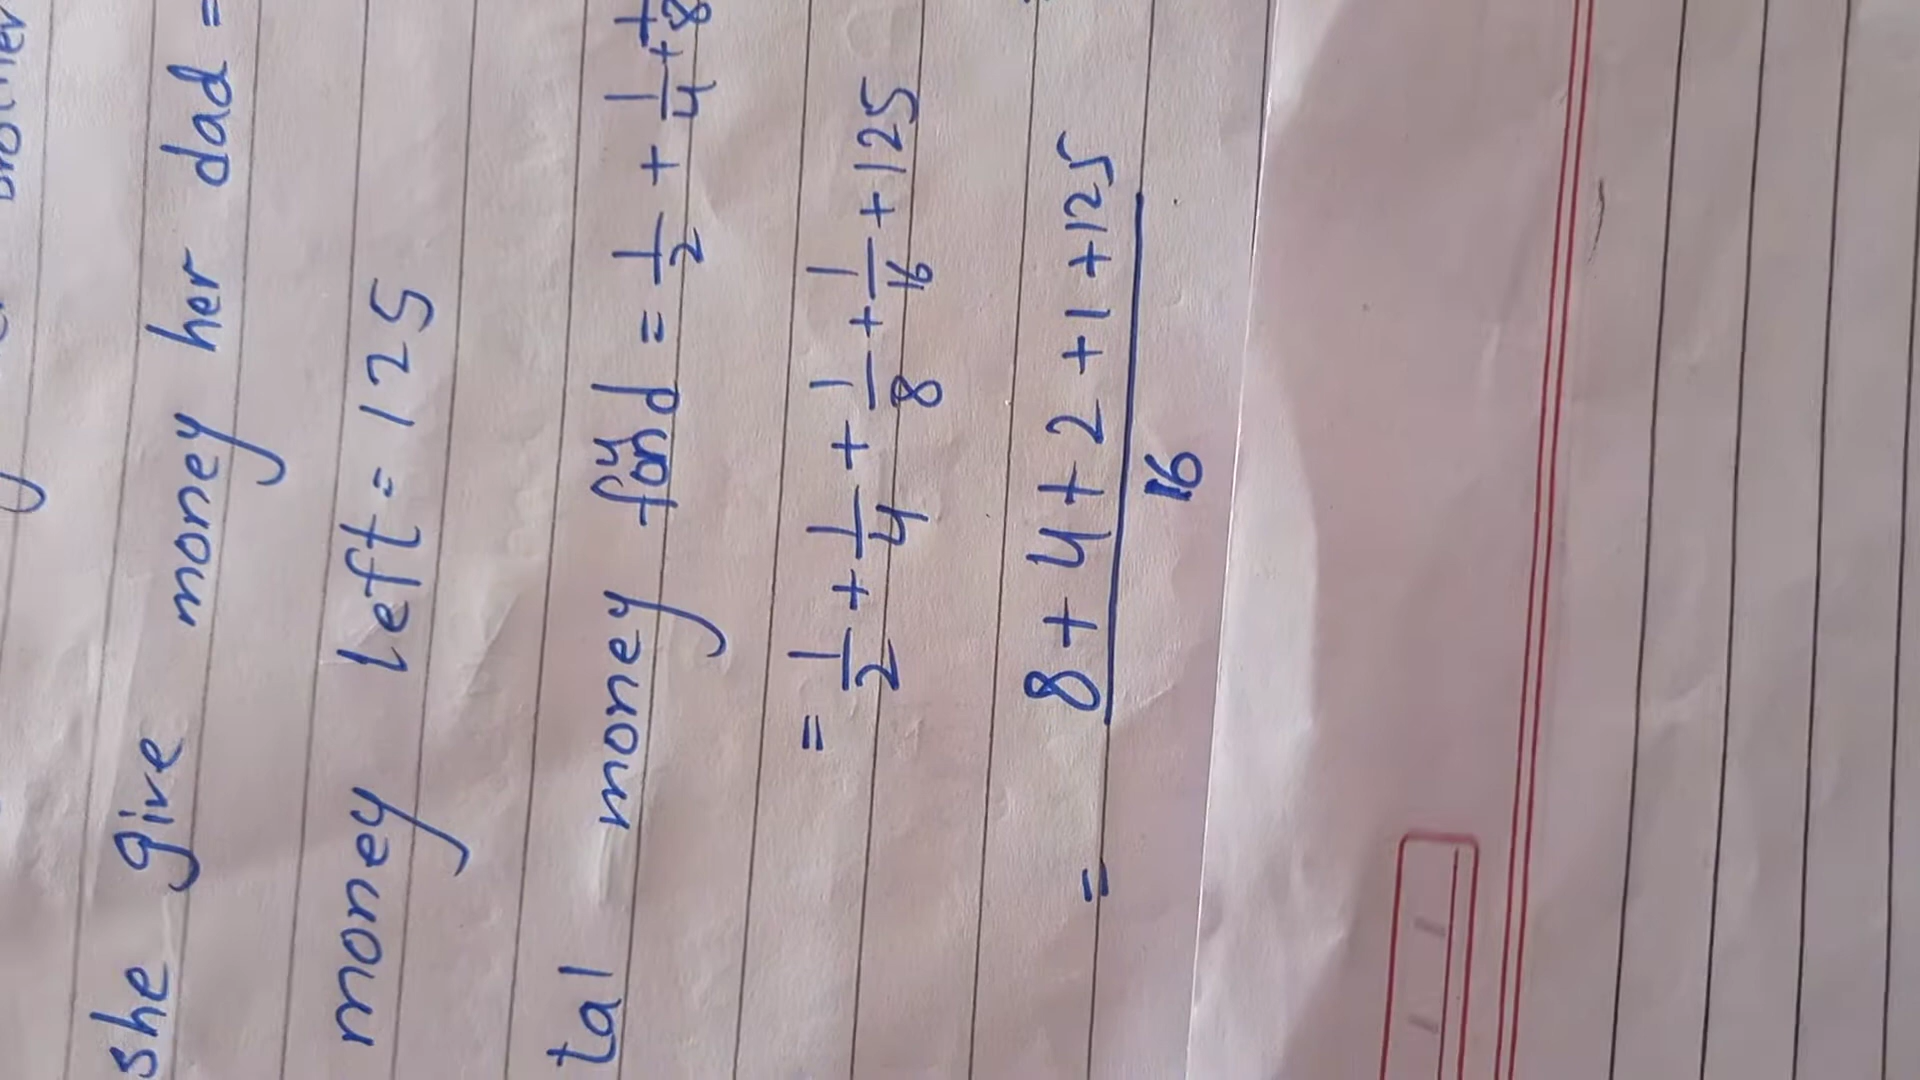 she give money her dad =
money left = 125
tal money = 1/2 + 1/4 + 1/8
= 1/2 + 1/4 + 1/8 + 1/16 + 125
= 8 + 4 + 2 + 1 + 125 / 16